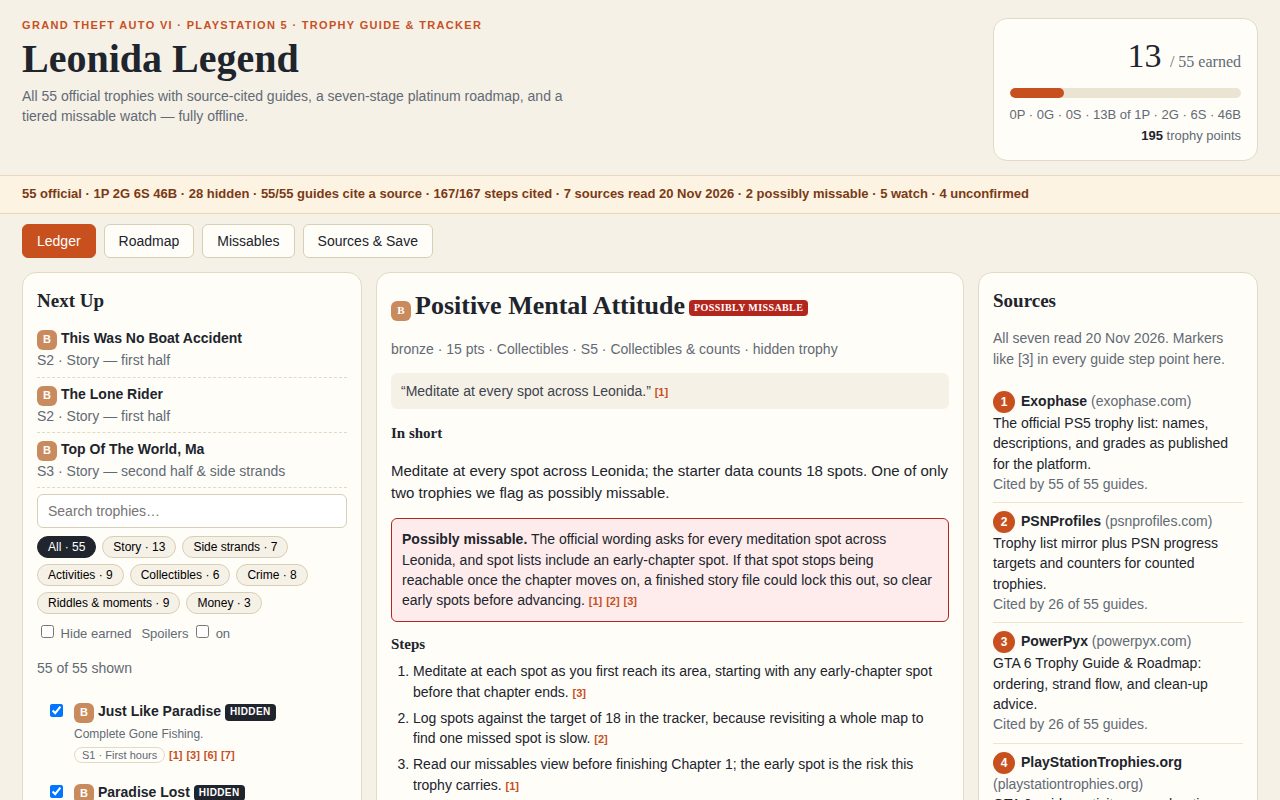 GRAND THEFT AUTO VI · PLAYSTATION 5 · TROPHY GUIDE & TRACKER
Leonida Legend
All 55 official trophies with source-cited guides, a seven-stage platinum roadmap, and a
tiered missable watch — fully offline.
13 / 55 earned
0P · 0G · 0S · 13B of 1P · 2G · 6S · 46B
195 trophy points
55 official · 1P 2G 6S 46B · 28 hidden · 55/55 guides cite a source · 167/167 steps cited · 7 sources read 20 Nov 2026 · 2 possibly missable · 5 watch · 4 unconfirmed
Ledger
Roadmap
Missables
Sources & Save
Next Up
B This Was No Boat Accident
S2 · Story — first half
B The Lone Rider
S2 · Story — first half
B Top Of The World, Ma
S3 · Story — second half & side strands
Search trophies…
All · 55 Story · 13 Side strands · 7
Activities · 9 Collectibles · 6 Crime · 8
Riddles & moments · 9 Money · 3
Hide earned Spoilers on
55 of 55 shown
B Just Like Paradise HIDDEN
Complete Gone Fishing.
S1 · First hours [1] [3] [6] [7]
B Paradise Lost HIDDEN
B Positive Mental Attitude POSSIBLY MISSABLE
bronze · 15 pts · Collectibles · S5 · Collectibles & counts · hidden trophy
“Meditate at every spot across Leonida.” [1]
In short
Meditate at every spot across Leonida; the starter data counts 18 spots. One of only
two trophies we flag as possibly missable.
Possibly missable. The official wording asks for every meditation spot across
Leonida, and spot lists include an early-chapter spot. If that spot stops being
reachable once the chapter moves on, a finished story file could lock this out, so clear
early spots before advancing. [1] [2] [3]
Steps
1. Meditate at each spot as you first reach its area, starting with any early-chapter spot
before that chapter ends. [3]
2. Log spots against the target of 18 in the tracker, because revisiting a whole map to
find one missed spot is slow. [2]
3. Read our missables view before finishing Chapter 1; the early spot is the risk this
trophy carries. [1]
Sources
All seven read 20 Nov 2026. Markers
like [3] in every guide step point here.
1 Exophase (exophase.com)
The official PS5 trophy list: names,
descriptions, and grades as published
for the platform.
Cited by 55 of 55 guides.
2 PSNProfiles (psnprofiles.com)
Trophy list mirror plus PSN progress
targets and counters for counted
trophies.
Cited by 26 of 55 guides.
3 PowerPyx (powerpyx.com)
GTA 6 Trophy Guide & Roadmap:
ordering, strand flow, and clean-up
advice.
Cited by 26 of 55 guides.
4 PlayStationTrophies.org
(playstationtrophies.org)